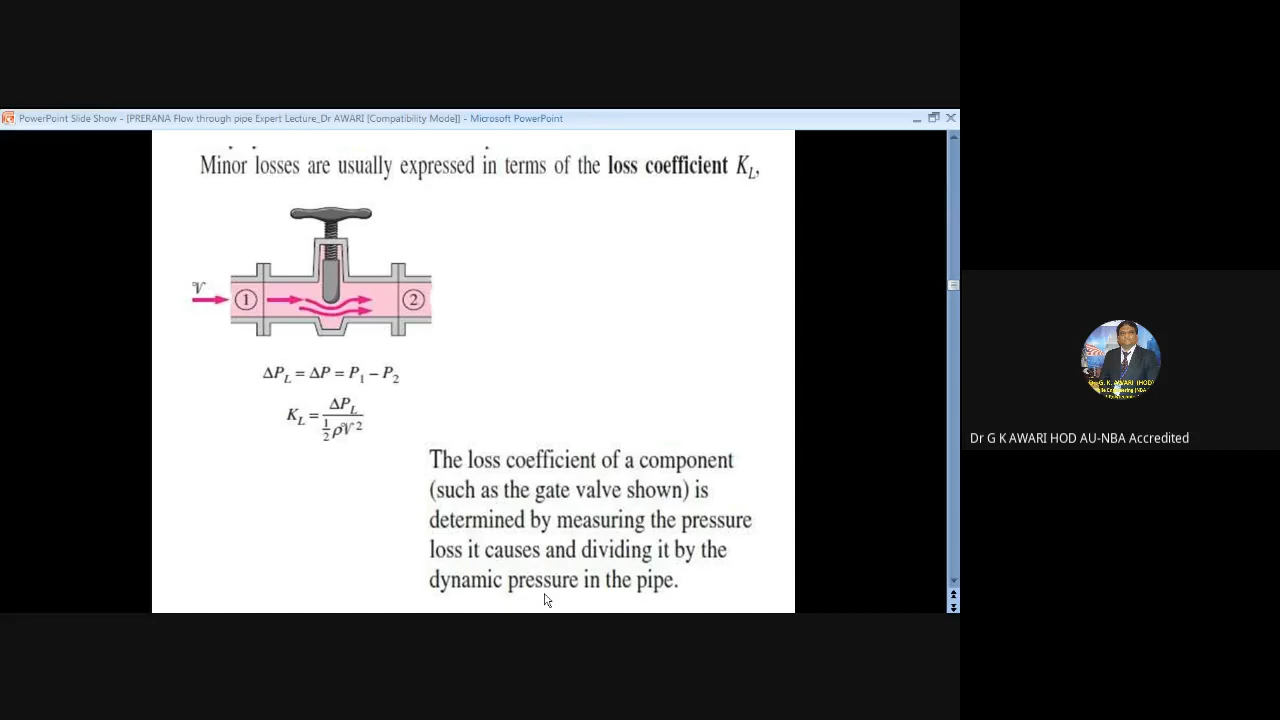 PowerPoint Slide Show - [PRERANA Flow through pipe Expert Lecture_Dr AWARI [Compatibility Mode]] - Microsoft PowerPoint
Minor losses are usually expressed in terms of the loss coefficient K_L,
𝒱
1
2
ΔP_L = ΔP = P_1 − P_2
K_L = ΔP_L / ½ρ𝒱²
The loss coefficient of a component
(such as the gate valve shown) is
determined by measuring the pressure
loss it causes and dividing it by the
dynamic pressure in the pipe.
Dr G. K. AWARI (HOD)
Dr G K AWARI HOD AU-NBA Accredited